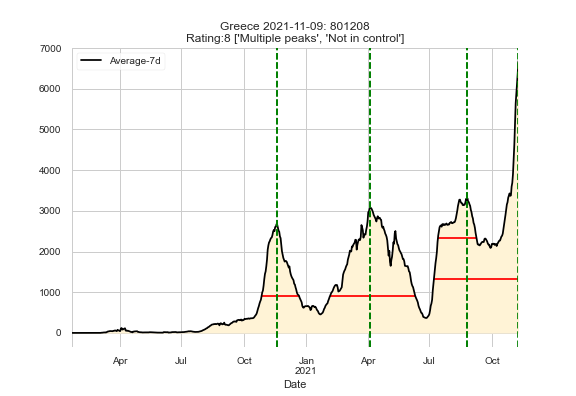 Greece 2021-11-09: 801208
Rating:8 ['Multiple peaks', 'Not in control']
7000
Average-7d
6000
5000
4000
3000
2000
1000
0
Apr
Jul
Oct
Jan
2021
Apr
Jul
Oct
Date